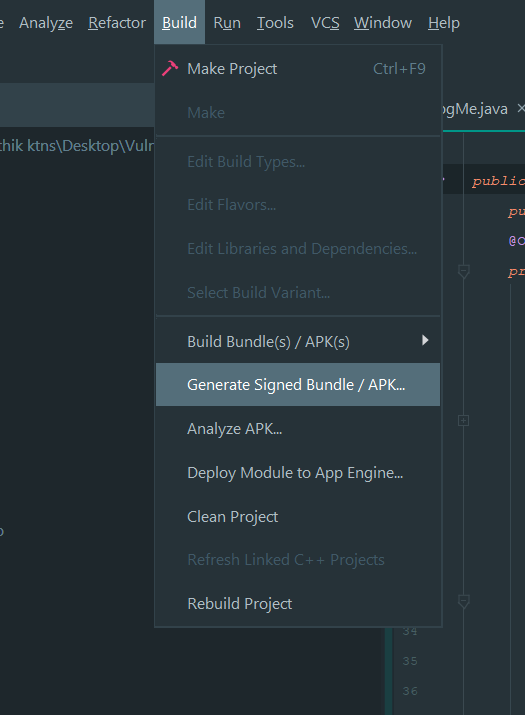 Analyze Refactor Build Run Tools VCS Window Help
Make Project Ctrl+F9
ogMe.java
Make
thik ktns\Desktop\Vuln
Edit Build Types...
public
Edit Flavors...
pu
Edit Libraries and Dependencies...
pr
Select Build Variant...
Build Bundle(s) / APK(s)
Generate Signed Bundle / APK...
Analyze APK...
Deploy Module to App Engine...
Clean Project
Refresh Linked C++ Projects
Rebuild Project
34
35
36